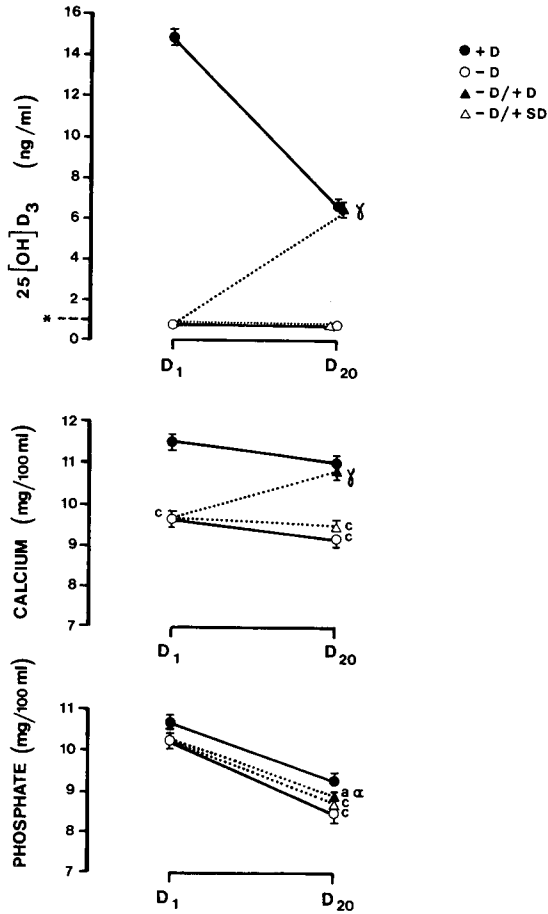 16
14
12
10
8
6
4
2
0
25[OH]D3 (ng/ml)
*
ɣ
D1 D20
● + D
○ – D
▲ – D/+ D
△ – D/+ SD
12
11
10
9
8
7
CALCIUM (mg/100 ml)
c
ɣ
c
c
D1 D20
11
10
9
8
7
PHOSPHATE (mg/100 ml)
a α
c
c
D1 D20